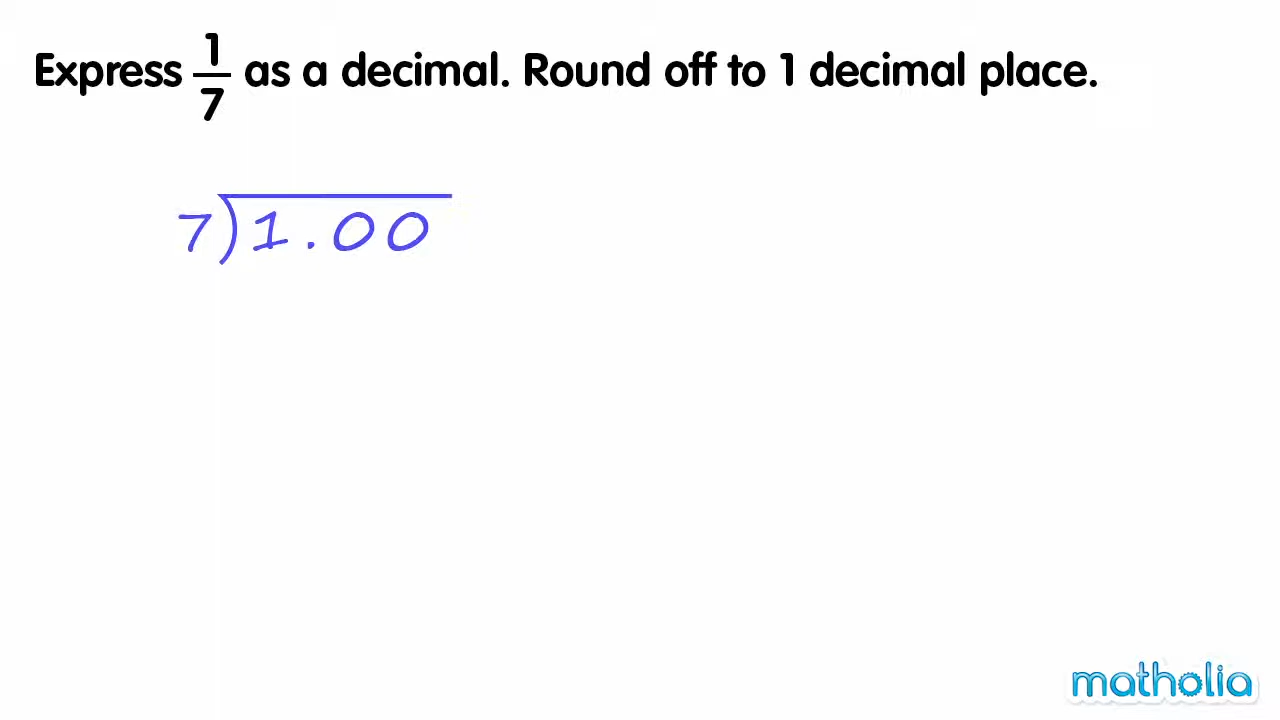 Express 1/7 as a decimal. Round off to 1 decimal place.
7)1.00
matholia